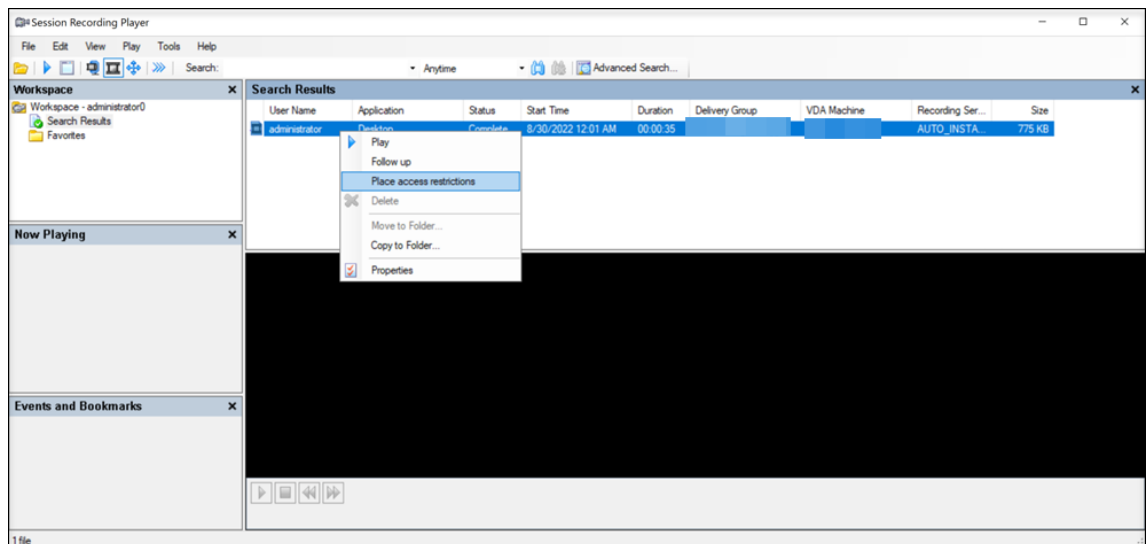 Session Recording Player
File Edit View Play Tools Help
Search: Anytime Advanced Search...
Workspace
Workspace - administrator0
Search Results
Favorites
Now Playing
Events and Bookmarks
Search Results
User Name Application Status Start Time Duration Delivery Group VDA Machine Recording Ser... Size
administrator Desktop Complete 8/30/2022 12:01 AM 00:00:35 AUTO_INSTA... 775 KB
Play
Follow up
Place access restrictions
Delete
Move to Folder...
Copy to Folder...
Properties
1 file